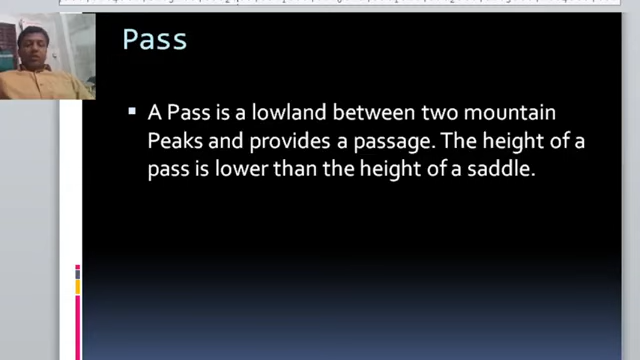 Pass
A Pass is a lowland between two mountain
Peaks and provides a passage. The height of a
pass is lower than the height of a saddle.